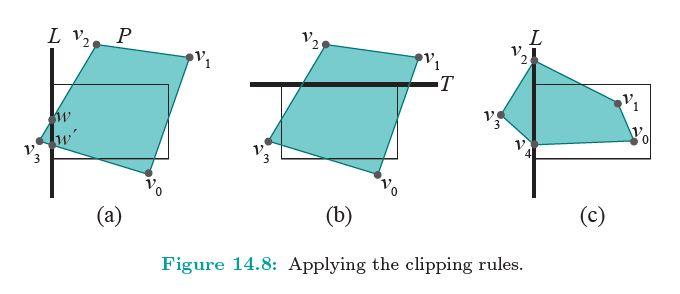 L v₂ P v₁ w w´ v₃ v₀
v₂ v₁ T v₃ v₀
L v₂ v₁ v₃ v₀ v₄
(a) (b) (c)
Figure 14.8: Applying the clipping rules.